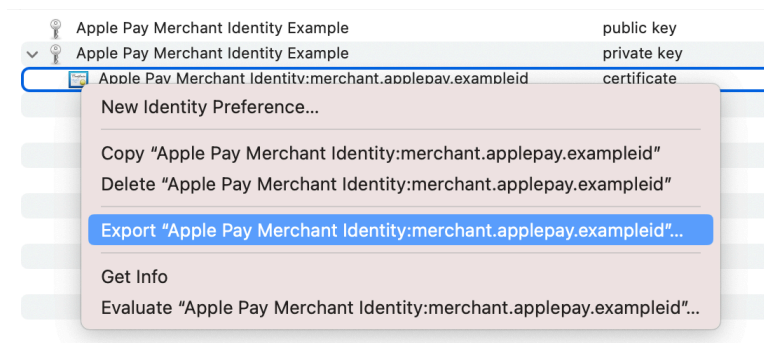 Apple Pay Merchant Identity Example public key
Apple Pay Merchant Identity Example private key
Apple Pay Merchant Identity:merchant.applepay.exampleid certificate
New Identity Preference...
Copy “Apple Pay Merchant Identity:merchant.applepay.exampleid”
Delete “Apple Pay Merchant Identity:merchant.applepay.exampleid”
Export “Apple Pay Merchant Identity:merchant.applepay.exampleid”...
Get Info
Evaluate “Apple Pay Merchant Identity:merchant.applepay.exampleid”...